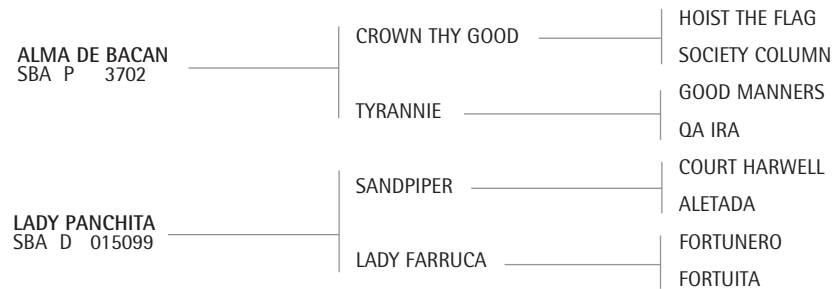 ALMA DE BACAN
SBA P 3702
CROWN THY GOOD
HOIST THE FLAG
SOCIETY COLUMN
TYRANNIE
GOOD MANNERS
QA IRA
LADY PANCHITA
SBA D 015099
SANDPIPER
COURT HARWELL
ALETADA
LADY FARRUCA
FORTUNERO
FORTUITA